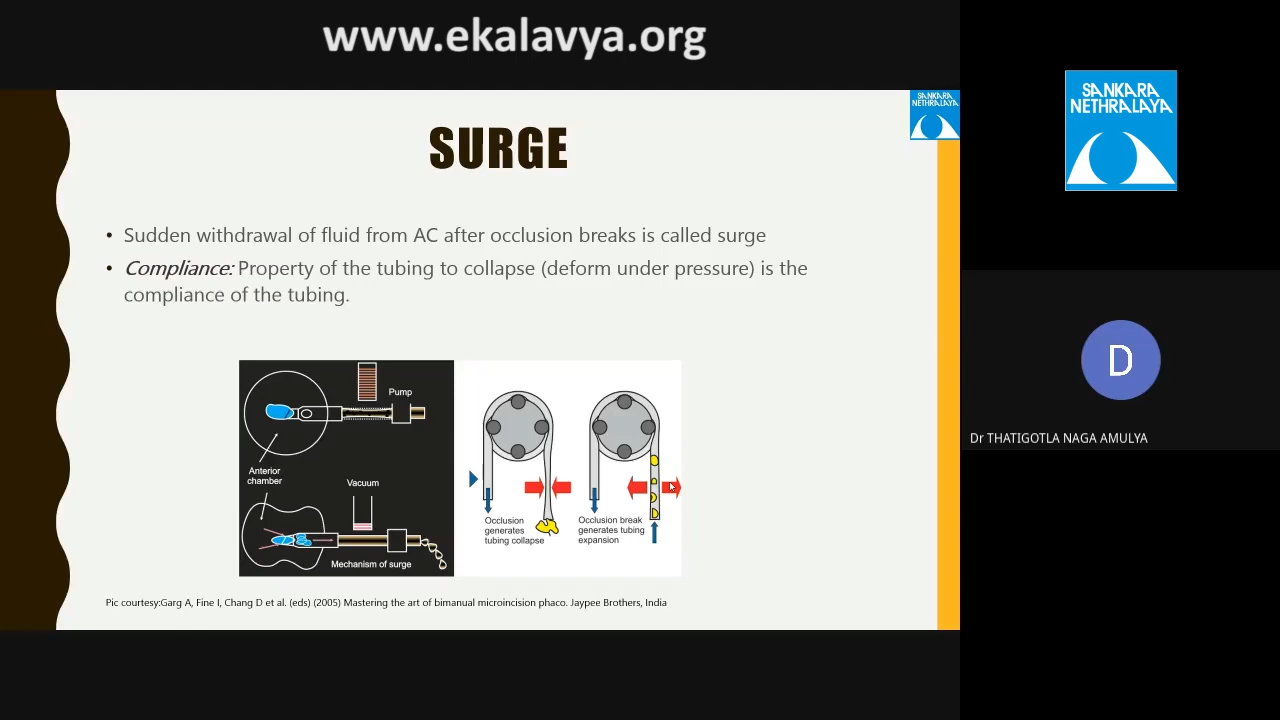 www.ekalavya.org
SANKARA
NETHRALAYA
SURGE
• Sudden withdrawal of fluid from AC after occlusion breaks is called surge
• Compliance: Property of the tubing to collapse (deform under pressure) is the
compliance of the tubing.
Pump
Anterior
chamber
Vacuum
Mechanism of surge
Occlusion
generates
tubing collapse
Occlusion break
generates tubing
expansion
Pic courtesy:Garg A, Fine I, Chang D et al. (eds) (2005) Mastering the art of bimanual microincision phaco. Jaypee Brothers, India
SANKARA
NETHRALAYA
D
Dr THATIGOTLA NAGA AMULYA